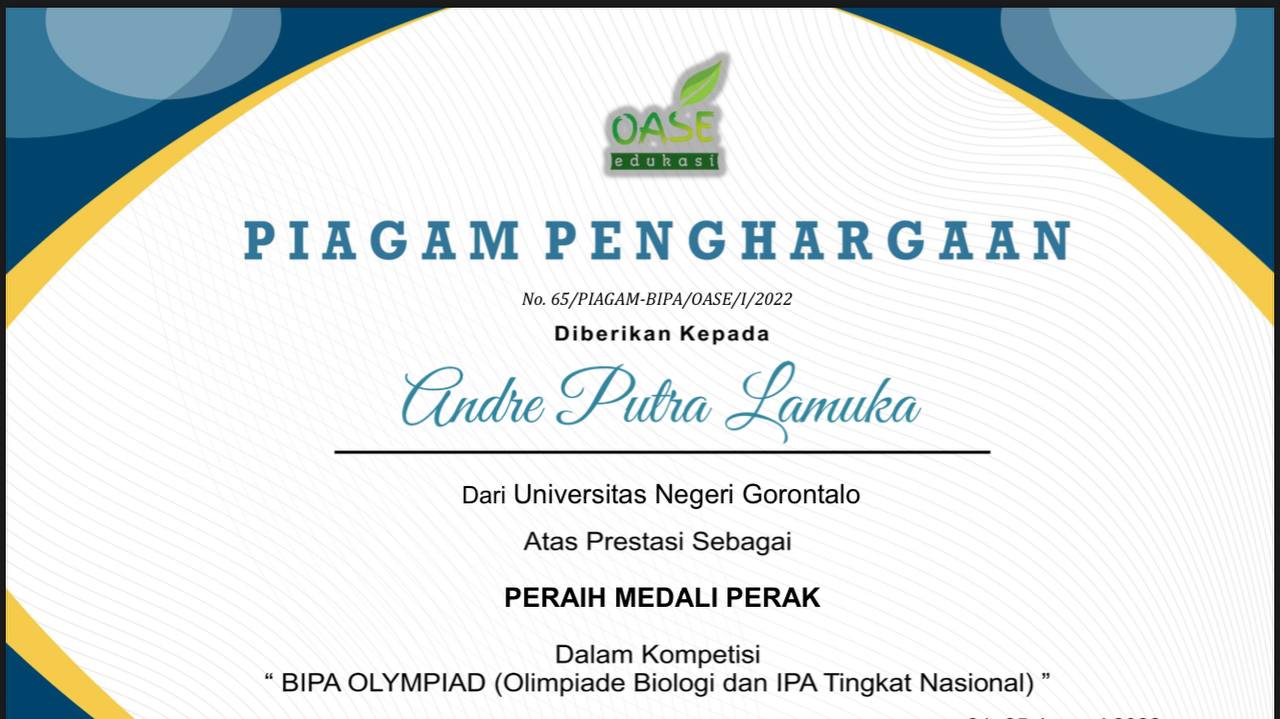 OASE
edukasi
PIAGAM PENGHARGAAN
No. 65/PIAGAM-BIPA/OASE/I/2022
Diberikan Kepada
Andre Putra Lamuka
Dari Universitas Negeri Gorontalo
Atas Prestasi Sebagai
PERAIH MEDALI PERAK
Dalam Kompetisi
“ BIPA OLYMPIAD (Olimpiade Biologi dan IPA Tingkat Nasional) ”